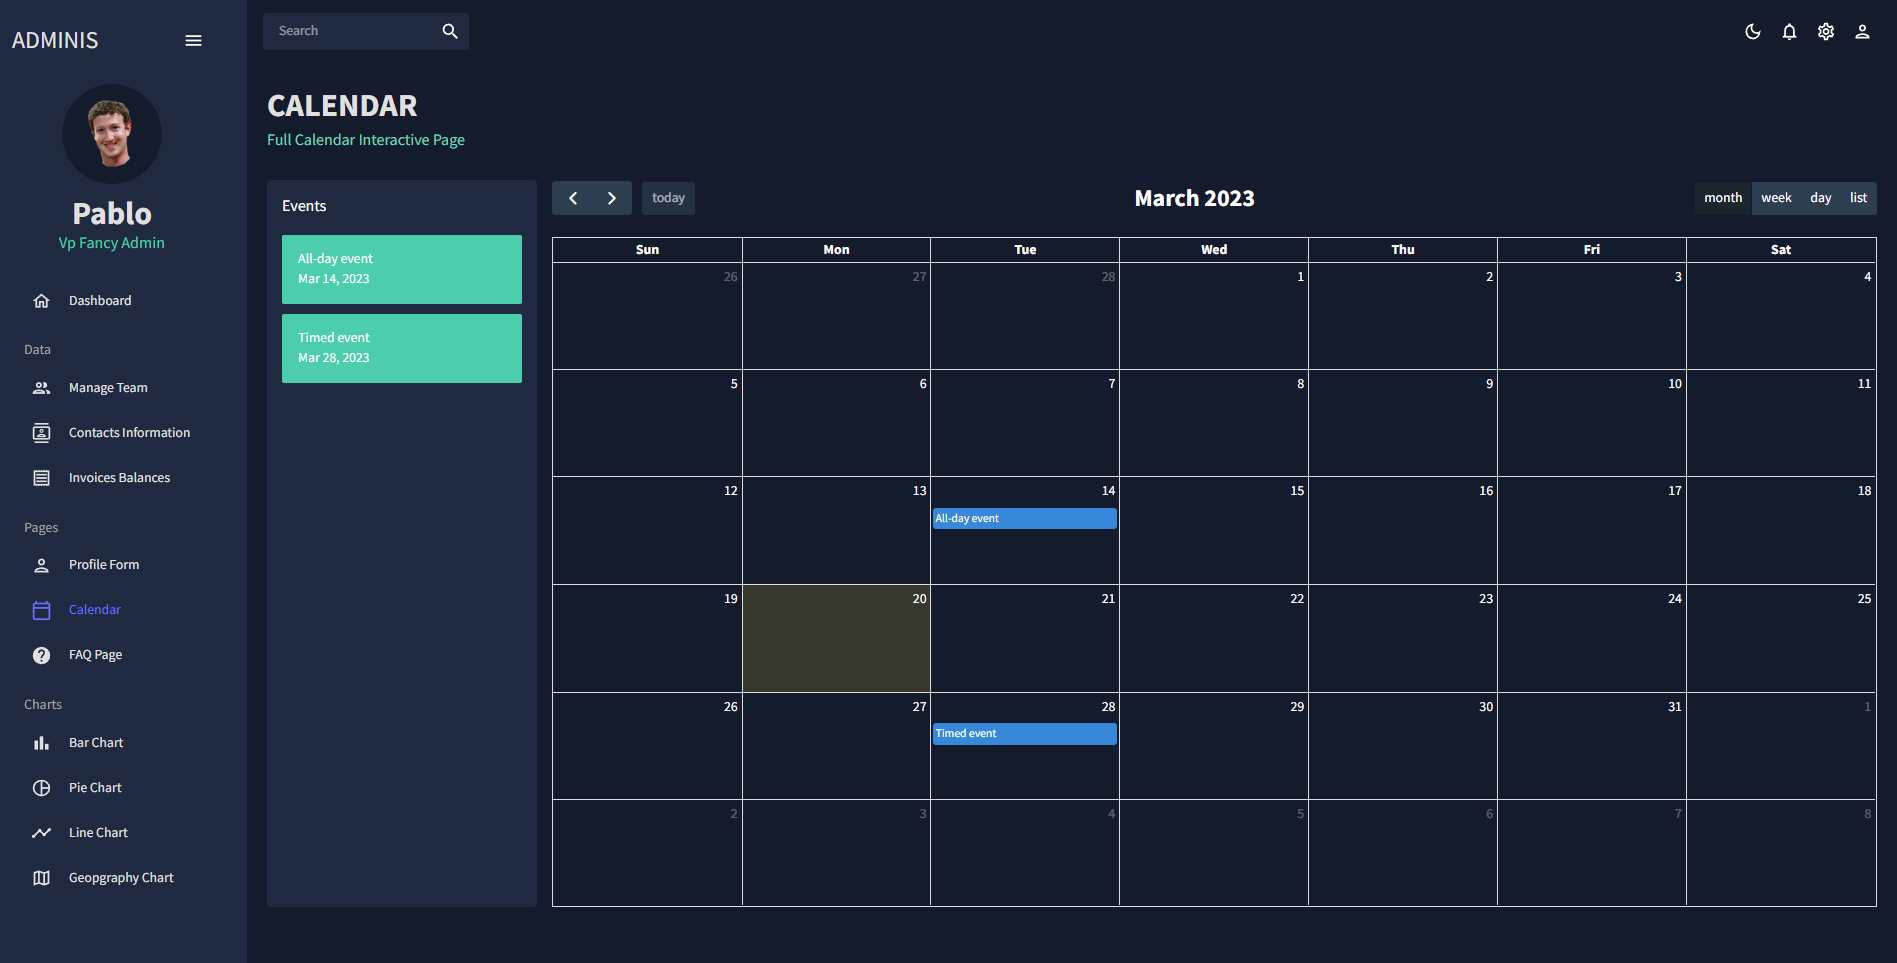 ADMINIS
Search
Pablo
Vp Fancy Admin
Dashboard
Data
Manage Team
Contacts Information
Invoices Balances
Pages
Profile Form
Calendar
FAQ Page
Charts
Bar Chart
Pie Chart
Line Chart
Geopgraphy Chart
CALENDAR
Full Calendar Interactive Page
Events
All-day event
Mar 14, 2023
Timed event
Mar 28, 2023
today
March 2023
month week day list
Sun Mon Tue Wed Thu Fri Sat
26 27 28 1 2 3 4
5 6 7 8 9 10 11
12 13 14 15 16 17 18
All-day event
19 20 21 22 23 24 25
26 27 28 29 30 31 1
Timed event
2 3 4 5 6 7 8